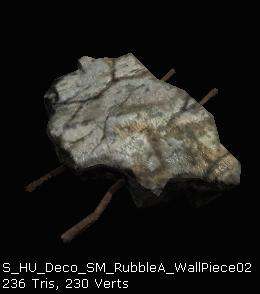 S_HU_Deco_SM_RubbleA_WallPiece02
236 Tris, 230 Verts